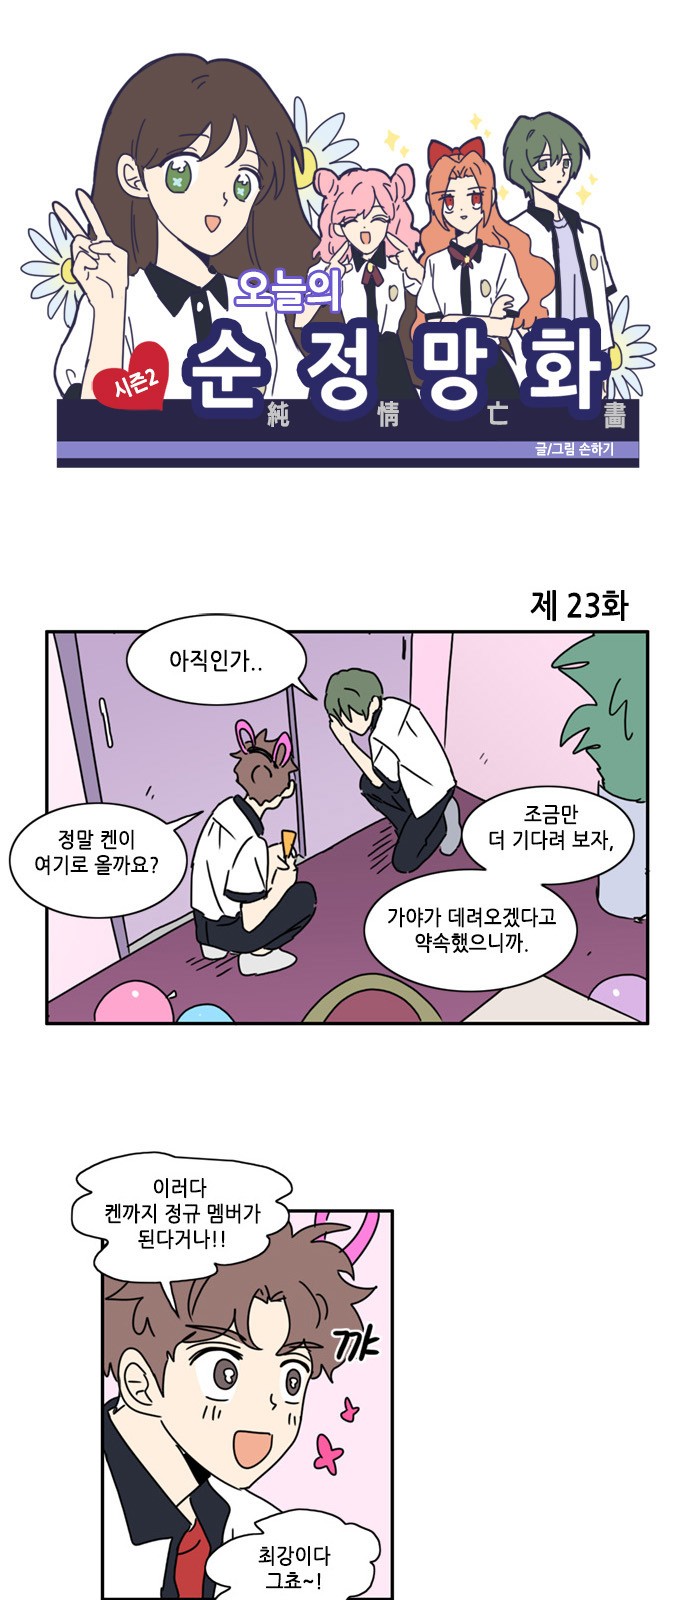 오늘의
시즌2
순정망화
純情亡畵
글/그림 손하기
제 23화
아직인가..
정말 켄이
여기로 올까요?
조금만
더 기다려 보자,
가야가 데려오겠다고
약속했으니까.
이러다
켄까지 정규 멤버가
된다거나!!
꺄
최강이다
그쵸~!